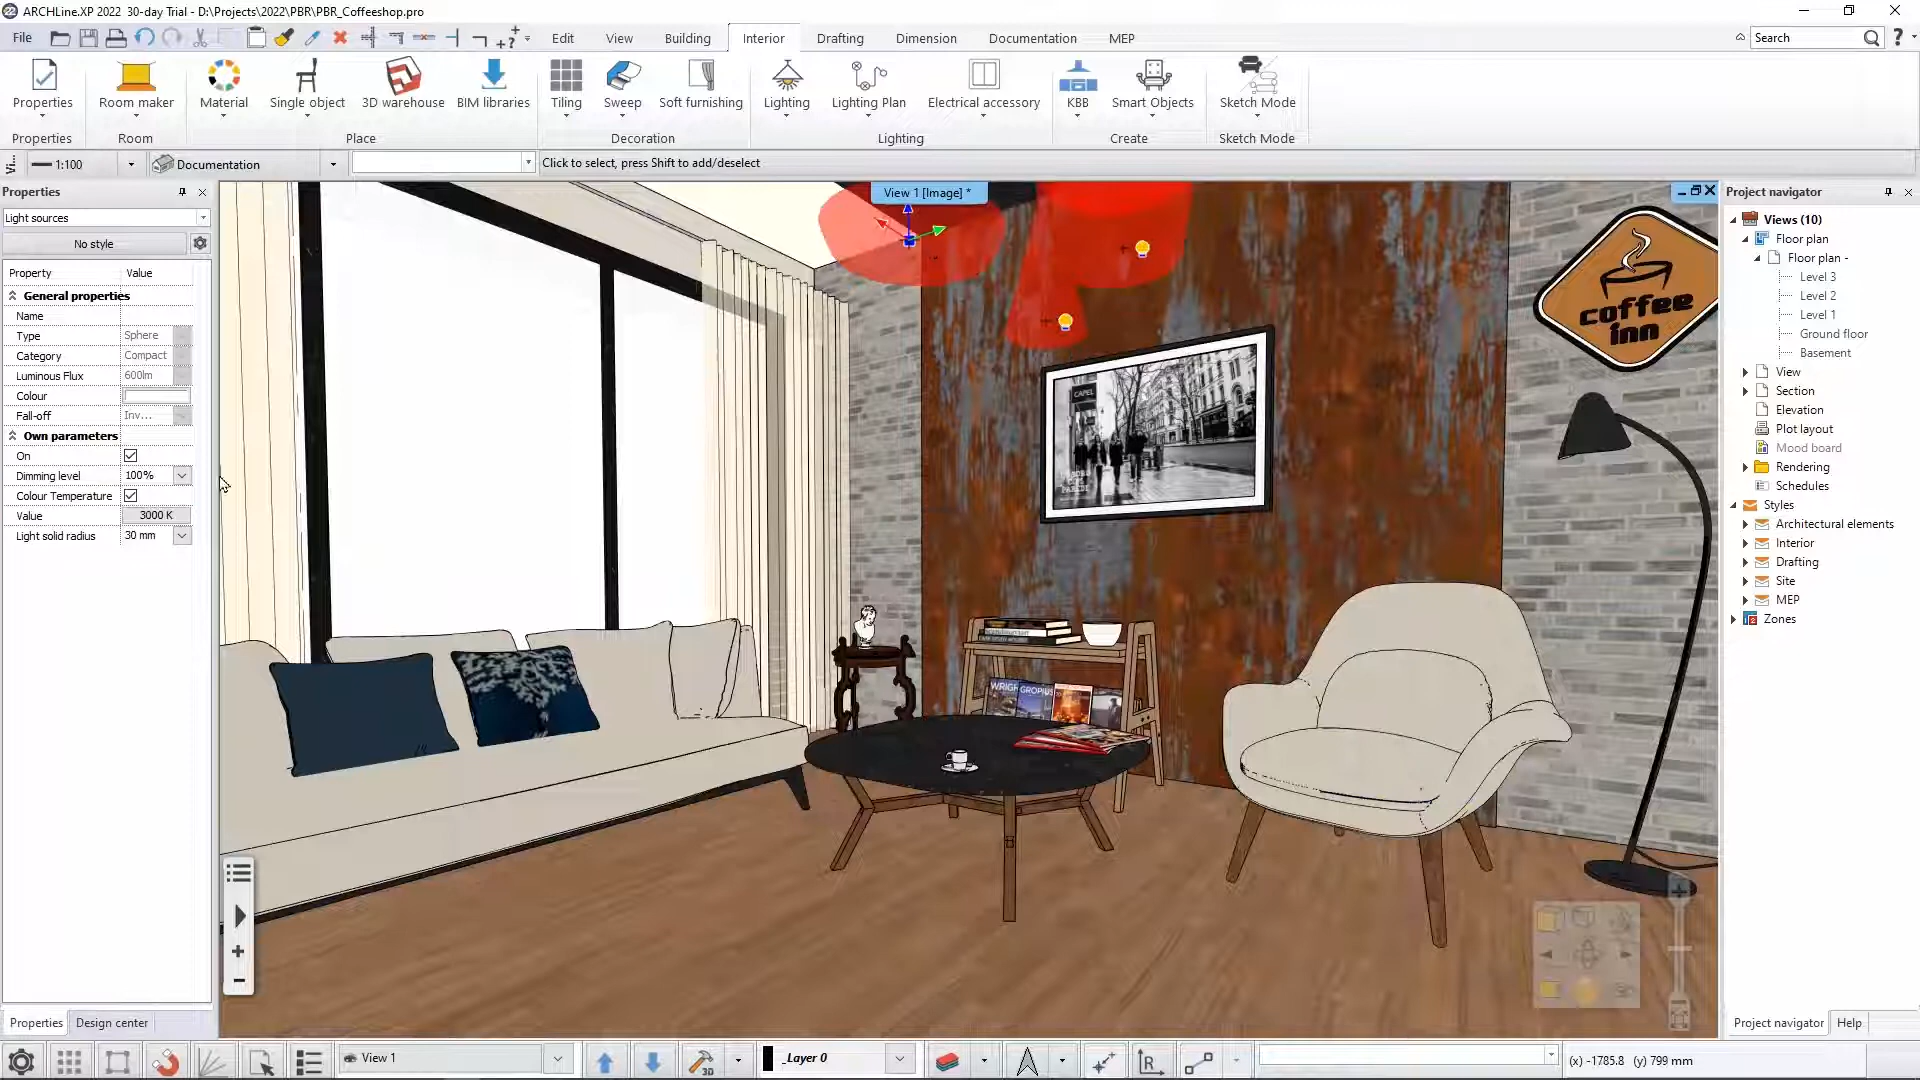 ARCHLine.XP 2022 30-day Trial - D:\Projects\2022\PBR\PBR_Coffeeshop.pro
File
Edit
View
Building
Interior
Drafting
Dimension
Documentation
MEP
Search
Properties
Room maker
Material
Single object
3D warehouse
BIM libraries
Tiling
Sweep
Soft furnishing
Lighting
Lighting Plan
Electrical accessory
KBB
Smart Objects
Sketch Mode
Properties
Room
Place
Decoration
Lighting
Create
Sketch Mode
1:100
Documentation
Click to select, press Shift to add/deselect
Properties
Light sources
No style
Property Value
General properties
Name
Type Sphere
Category Compact
Luminous Flux 600lm
Colour
Fall-off Inv...
Own parameters
On
Dimming level 100%
Colour Temperature
Value 3000 K
Light solid radius 30 mm
Properties
Design center
View 1 [Image] *
coffee
inn
CAPEL
WRIGH
GROPIUS
Project navigator
Views (10)
Floor plan
Floor plan -
Level 3
Level 2
Level 1
Ground floor
Basement
View
Section
Elevation
Plot layout
Mood board
Rendering
Schedules
Styles
Architectural elements
Interior
Drafting
Site
MEP
Zones
Project navigator
Help
View 1
3D
_Layer 0
(x) -1785.8 (y) 799 mm